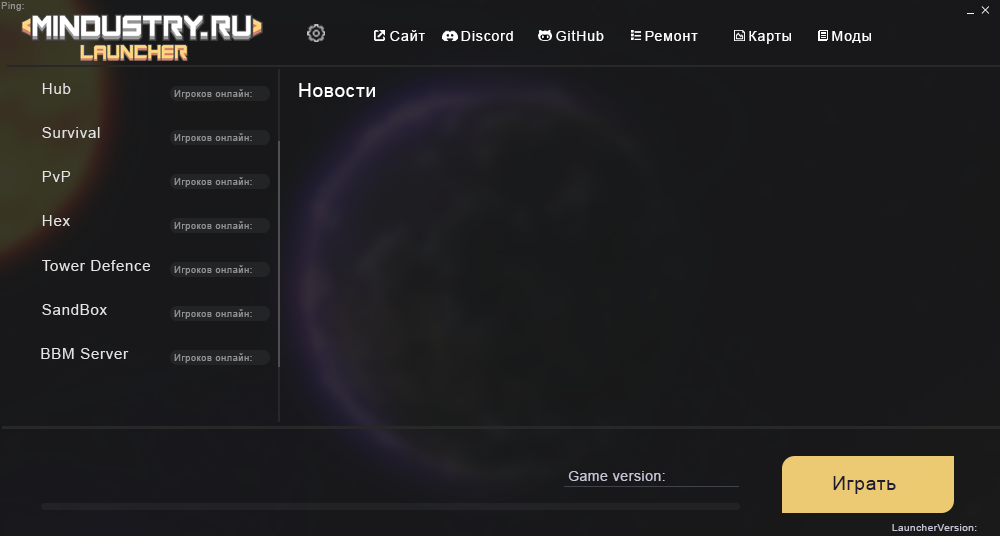 Ping:
MINDUSTRY.RU
LAUNCHER
Сайт Discord GitHub Ремонт Карты Моды
Hub Игроков онлайн:
Survival Игроков онлайн:
PvP Игроков онлайн:
Hex Игроков онлайн:
Tower Defence Игроков онлайн:
SandBox Игроков онлайн:
BBM Server Игроков онлайн:
Новости
Game version:
Играть
LauncherVersion: